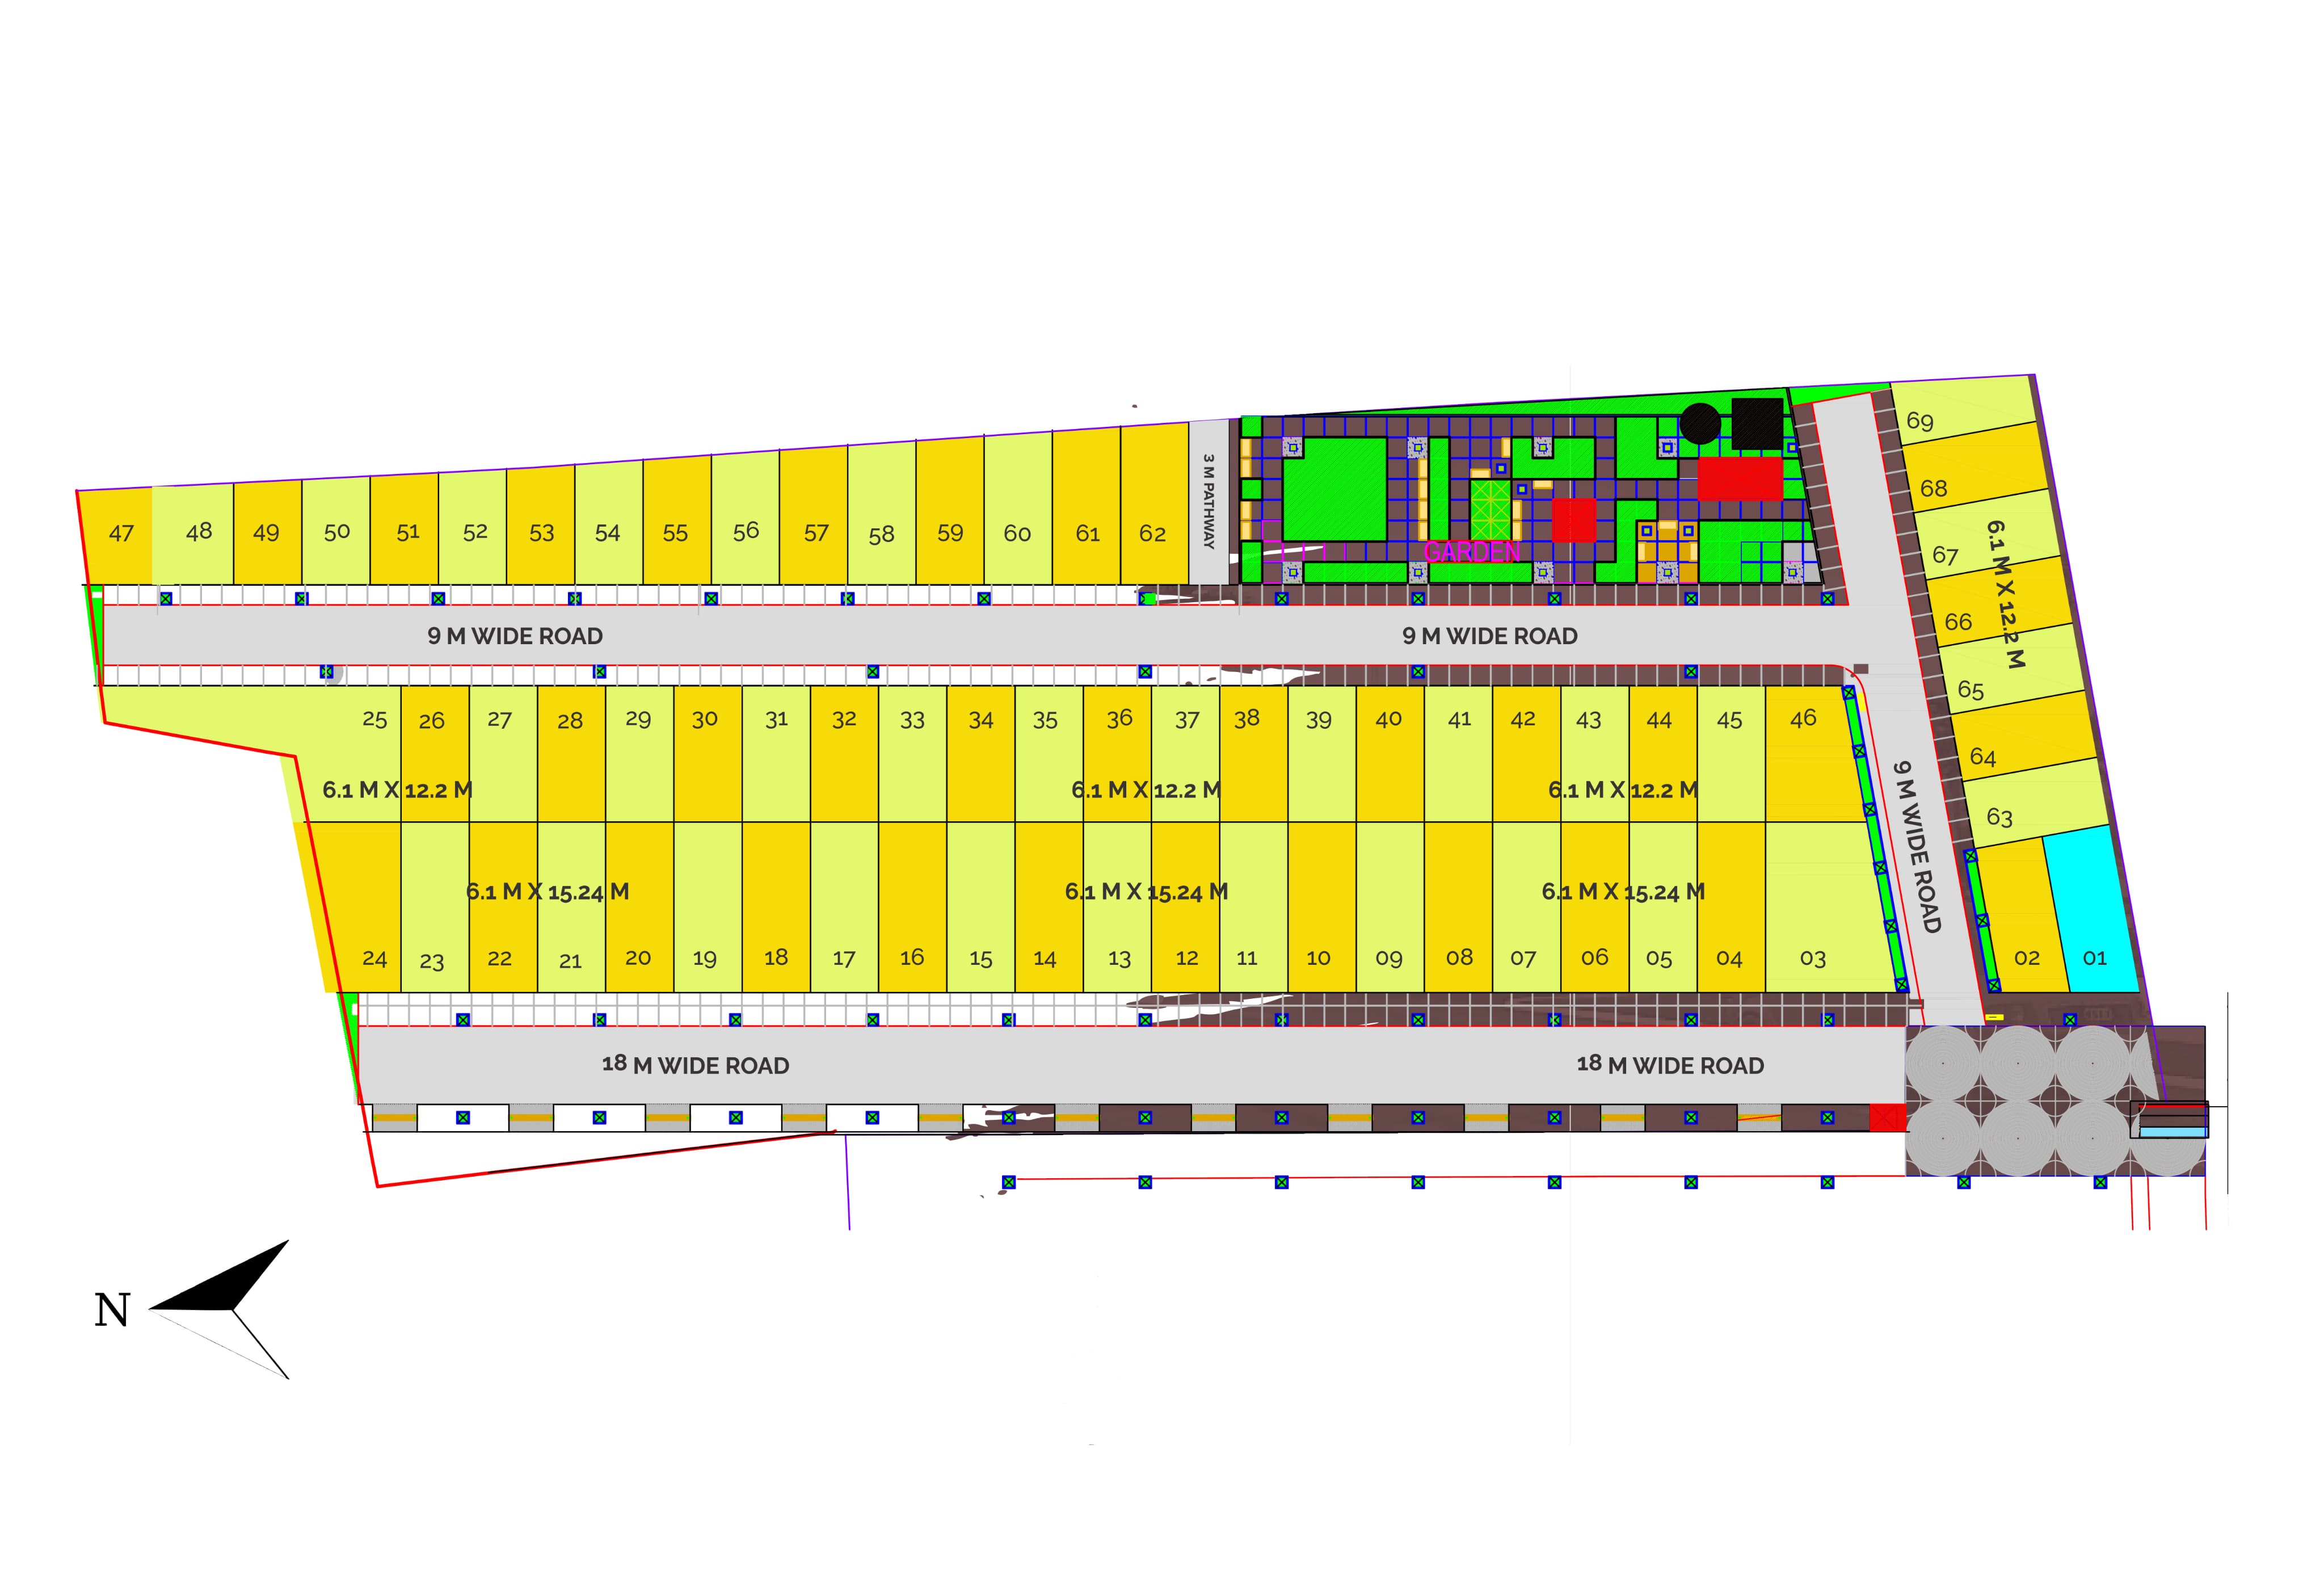 69
68
67
66
65
64
63
6.1 M X 12.2 M
47 48 49 50 51 52 53 54 55 56 57 58 59 60 61 62
3 M PATHWAY
GARDEN
9 M WIDE ROAD 9 M WIDE ROAD
25 26 27 28 29 30 31 32 33 34 35 36 37 38 39 40 41 42 43 44 45 46
6.1 M X 12.2 M 6.1 M X 12.2 M 6.1 M X 12.2 M
9 M WIDE ROAD
6.1 M X 15.24 M 6.1 M X 15.24 M 6.1 M X 15.24 M
24 23 22 21 20 19 18 17 16 15 14 13 12 11 10 09 08 07 06 05 04 03 02 01
18 M WIDE ROAD 18 M WIDE ROAD
N